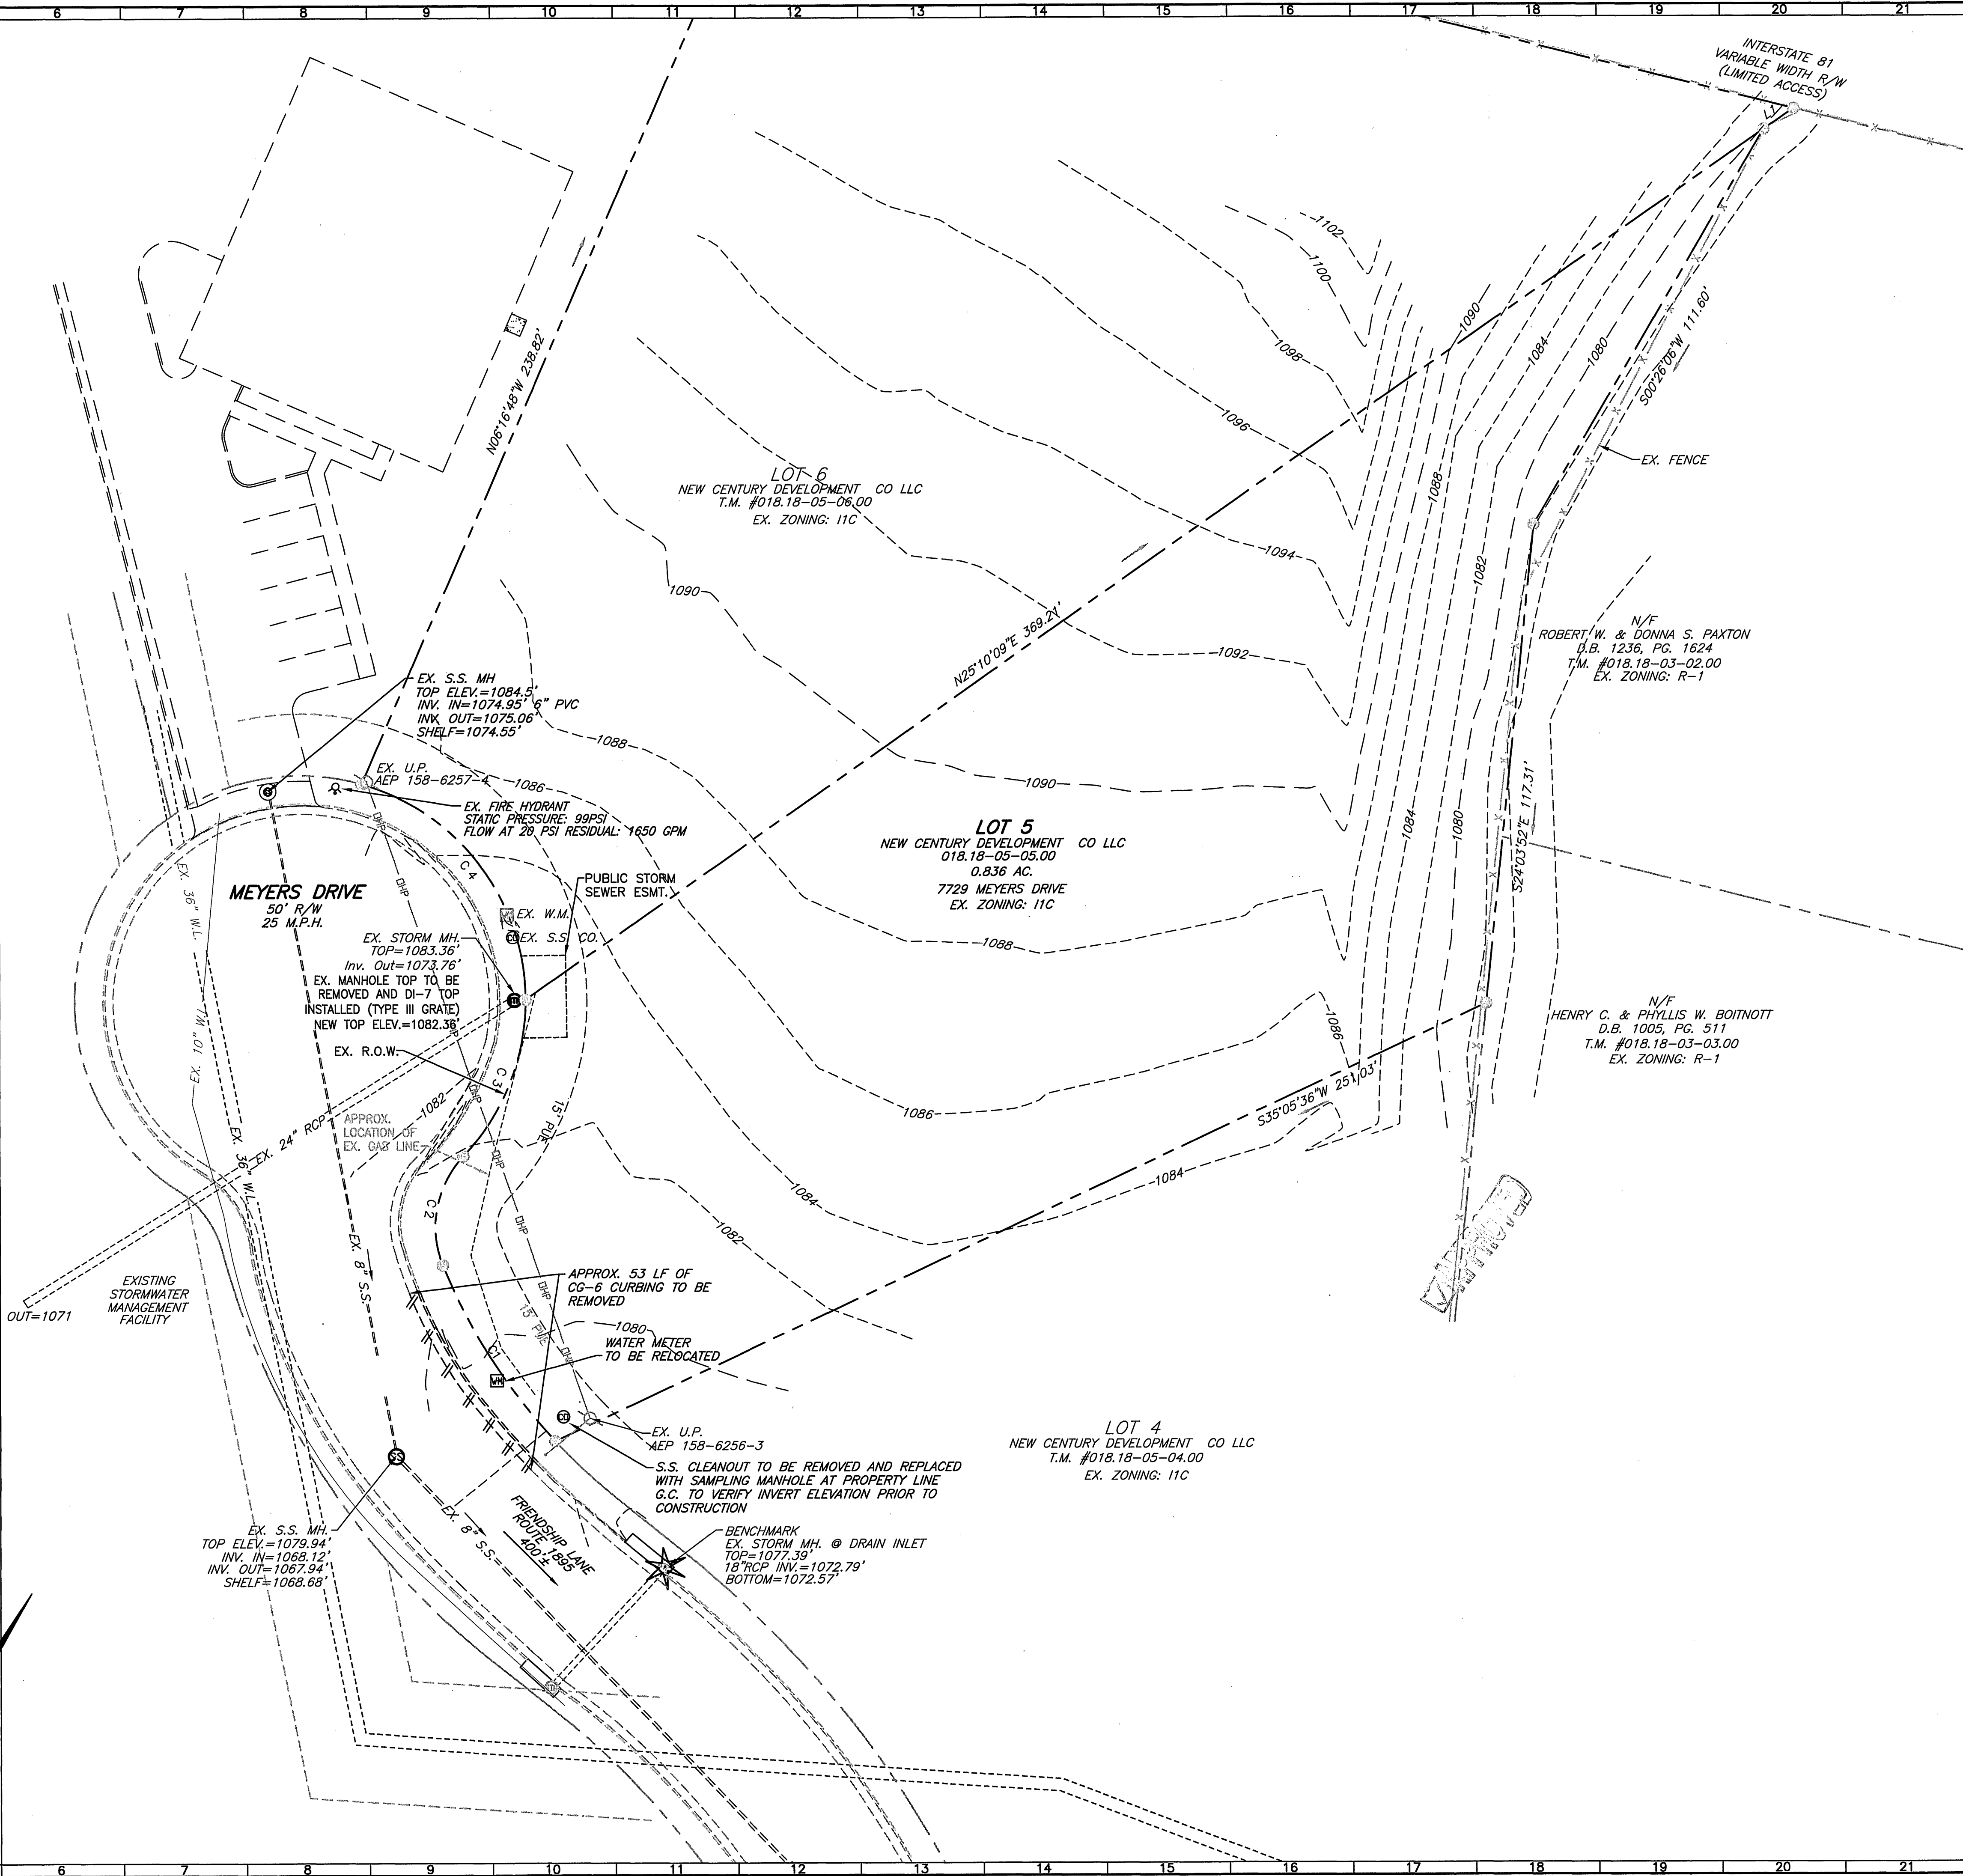 6 7 8 9 10 11 12 13 14 15 16 17 18 19 20 21
INTERSTATE 81
VARIABLE WIDTH R/W
(LIMITED ACCESS)
L1
1102
1100
1098
1096
1094
1092
1090
1090
1084
1080
S00°26'06"W 111.60'
EX. FENCE
N06°16'48"W 238.82'
LOT 6
NEW CENTURY DEVELOPMENT CO LLC
T.M. #018.18-05-06.00
EX. ZONING: I1C
1088
1082
1090
N25°10'09"E 369.21'
N/F
ROBERT W. & DONNA S. PAXTON
D.B. 1236, PG. 1624
T.M. #018.18-03-02.00
EX. ZONING: R-1
EX. S.S. MH
TOP ELEV.=1084.5'
INV. IN=1074.95' 6" PVC
INV. OUT=1075.06'
SHELF=1074.55'
1088
1086
EX. U.P.
AEP 158-6257-4
EX. FIRE HYDRANT
STATIC PRESSURE: 99PSI
FLOW AT 20 PSI RESIDUAL: 1650 GPM
OHP
C4
1084
1080
S24°03'52"E 117.31'
LOT 5
NEW CENTURY DEVELOPMENT CO LLC
018.18-05-05.00
0.836 AC.
7729 MEYERS DRIVE
EX. ZONING: I1C
EX. 36" W.L.
MEYERS DRIVE
50' R/W
25 M.P.H.
OHP
PUBLIC STORM
SEWER ESMT.
EX. W.M.
EX. S.S. CO.
1088
EX. STORM MH.
TOP=1083.36'
Inv. Out=1073.76'
EX. MANHOLE TOP TO BE
REMOVED AND DI-7 TOP
INSTALLED (TYPE III GRATE)
NEW TOP ELEV.=1082.36'
EX. R.O.W.
C3
OHP
EX. 10" W.L.
1086
N/F
HENRY C. & PHYLLIS W. BOITNOTT
D.B. 1005, PG. 511
T.M. #018.18-03-03.00
EX. ZONING: R-1
1082
15' PUE
1086
S35°05'36"W 251.03'
APPROX.
LOCATION OF
EX. GAS LINE
EX. 24" RCP
EX. 36" W.L.
OHP
C2
1084
1084
EX. 8" S.S.
OHP
1082
EXISTING
STORMWATER
MANAGEMENT
FACILITY
OUT=1071
APPROX. 53 LF OF
CG-6 CURBING TO BE
REMOVED
OHP
15' PUE
1080
C1
OHP
WATER METER
TO BE RELOCATED
WM
CO
EX. U.P.
AEP 158-6256-3
LOT 4
NEW CENTURY DEVELOPMENT CO LLC
T.M. #018.18-05-04.00
EX. ZONING: I1C
SS
S.S. CLEANOUT TO BE REMOVED AND REPLACED
WITH SAMPLING MANHOLE AT PROPERTY LINE
G.C. TO VERIFY INVERT ELEVATION PRIOR TO
CONSTRUCTION
EX. 8" S.S.
FRIENDSHIP LANE
ROUTE 1895
400'±
EX. S.S. MH.
TOP ELEV.=1079.94'
INV. IN=1068.12'
INV. OUT=1067.94'
SHELF=1068.68'
BENCHMARK
EX. STORM MH. @ DRAIN INLET
TOP=1077.39'
18"RCP INV.=1072.79'
BOTTOM=1072.57'
6 7 8 9 10 11 12 13 14 15 16 17 18 19 20 21